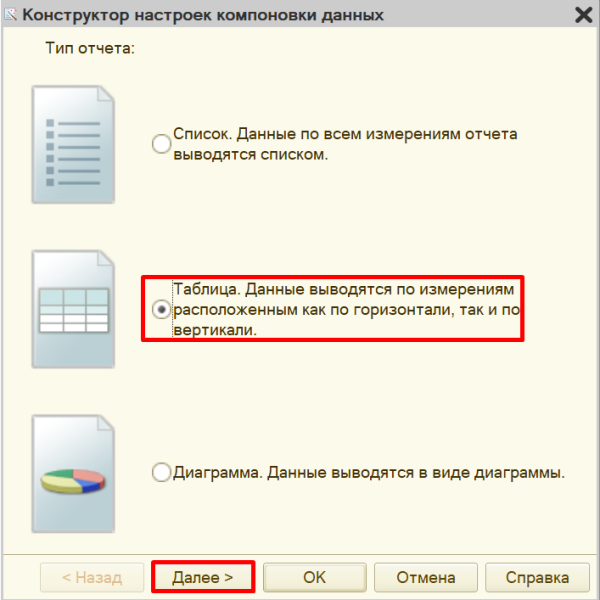 Конструктор настроек компоновки данных
Тип отчета:
Список. Данные по всем измерениям отчета
выводятся списком.
Таблица. Данные выводятся по измерениям
расположенным как по горизонтали, так и по
вертикали.
Диаграмма. Данные выводятся в виде диаграммы.
< Назад
Далее >
ОК
Отмена
Справка